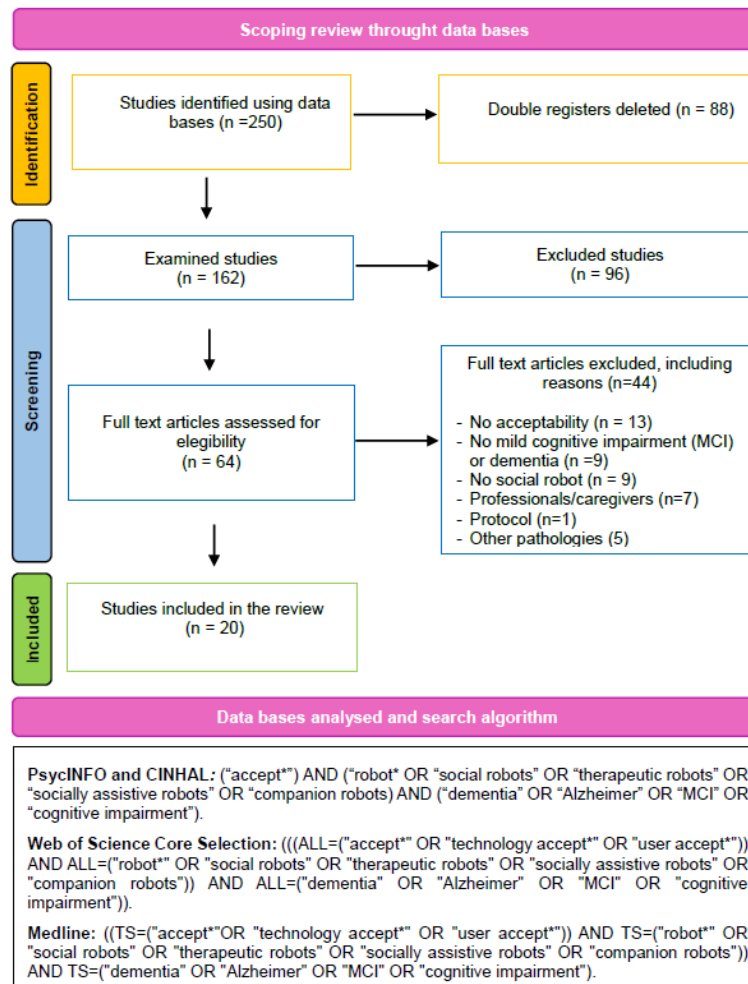 Scoping review throught data bases
Identification
Studies identified using data
bases (n =250)
Double registers deleted (n = 88)
Screening
Examined studies
(n = 162)
Excluded studies
(n = 96)
Full text articles assessed for
elegibility
(n = 64)
Full text articles excluded, including
reasons (n=44)
- No acceptability (n = 13)
- No mild cognitive impairment (MCI)
or dementia (n =9)
- No social robot (n = 9)
- Professionals/caregivers (n=7)
- Protocol (n=1)
- Other pathologies (5)
Included
Studies included in the review
(n = 20)
Data bases analysed and search algorithm
PsycINFO and CINHAL: (“accept*”) AND (“robot* OR “social robots” OR “therapeutic robots” OR
“socially assistive robots” OR “companion robots) AND (“dementia” OR “Alzheimer” OR “MCI” OR
“cognitive impairment”).
Web of Science Core Selection: (((ALL=("accept*" OR "technology accept*" OR "user accept*"))
AND ALL=("robot*" OR "social robots" OR "therapeutic robots" OR "socially assistive robots" OR
"companion robots")) AND ALL=("dementia" OR "Alzheimer" OR "MCI" OR "cognitive
impairment")).
Medline: ((TS=("accept*"OR "technology accept*" OR "user accept*")) AND TS=("robot*" OR
"social robots" OR "therapeutic robots" OR "socially assistive robots" OR "companion robots"))
AND TS=("dementia" OR "Alzheimer" OR "MCI" OR "cognitive impairment").